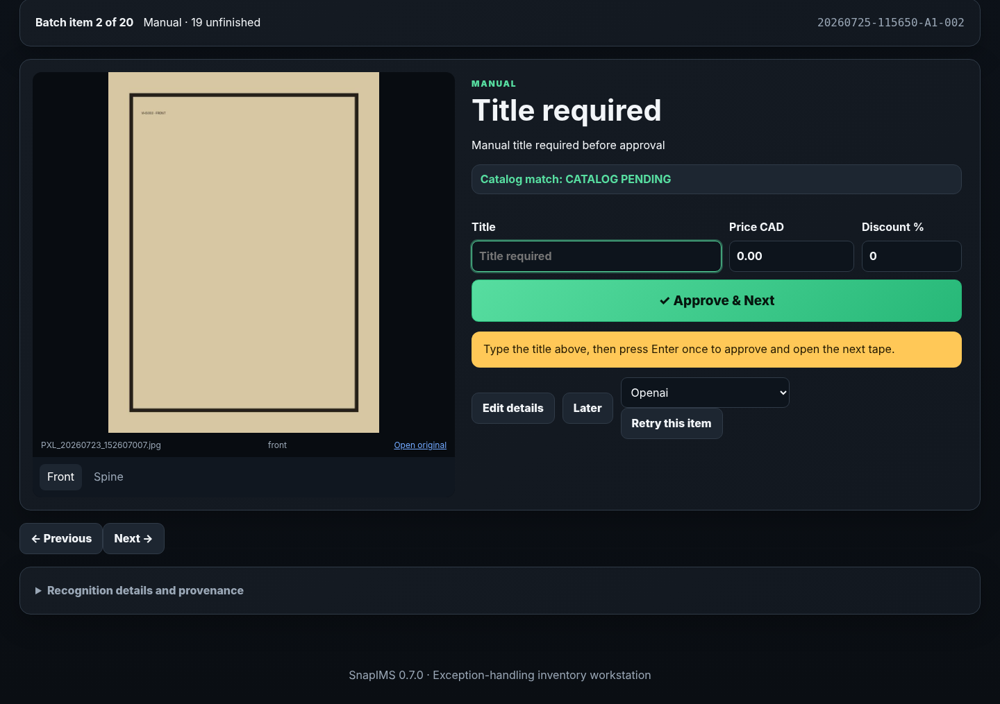 Batch item 2 of 20 Manual · 19 unfinished 20260725-115650-A1-002
FRONT
PXL_20260723_152607007.jpg front Open original
Front Spine
MANUAL
Title required
Manual title required before approval
Catalog match: CATALOG PENDING
Title Price CAD Discount %
Title required 0.00 0
✓ Approve & Next
Type the title above, then press Enter once to approve and open the next tape.
Edit details Later Openai
Retry this item
← Previous Next →
▶ Recognition details and provenance
SnapIMS 0.7.0 · Exception-handling inventory workstation